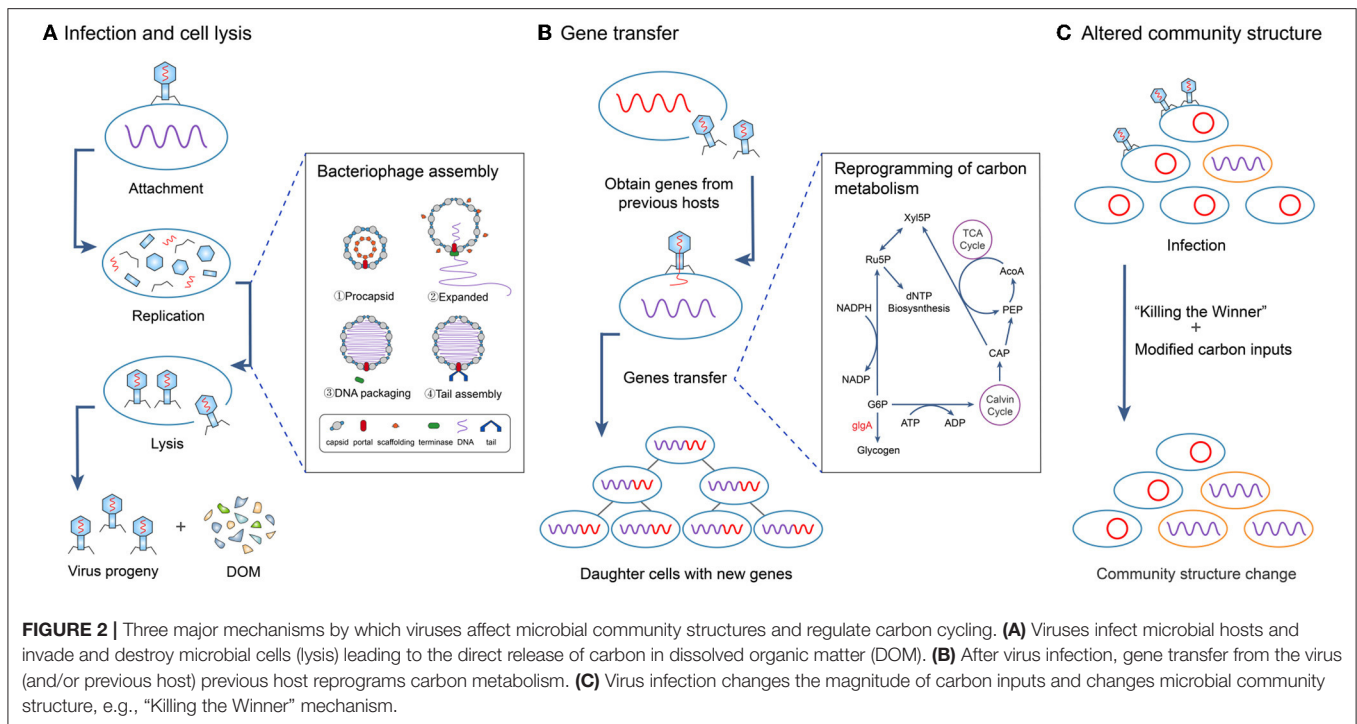 A Infection and cell lysis
Attachment
Replication
Lysis
Virus progeny
+
DOM
Bacteriophage assembly
①Procapsid
②Expanded
③DNA packaging
④Tail assembly
capsid portal scaffolding terminase DNA tail
B Gene transfer
Obtain genes from
previous hosts
Genes transfer
Daughter cells with new genes
Reprogramming of carbon
metabolism
Xyl5P
TCA
Cycle
Ru5P
AcoA
dNTP
Biosysnthesis
NADPH
PEP
CAP
NADP
G6P
Calvin
Cycle
glgA
ATP
ADP
Glycogen
C Altered community structure
Infection
“Killing the Winner”
+
Modified carbon inputs
Community structure change
FIGURE 2 | Three major mechanisms by which viruses affect microbial community structures and regulate carbon cycling. (A) Viruses infect microbial hosts and
invade and destroy microbial cells (lysis) leading to the direct release of carbon in dissolved organic matter (DOM). (B) After virus infection, gene transfer from the virus
(and/or previous host) previous host reprograms carbon metabolism. (C) Virus infection changes the magnitude of carbon inputs and changes microbial community
structure, e.g., “Killing the Winner” mechanism.